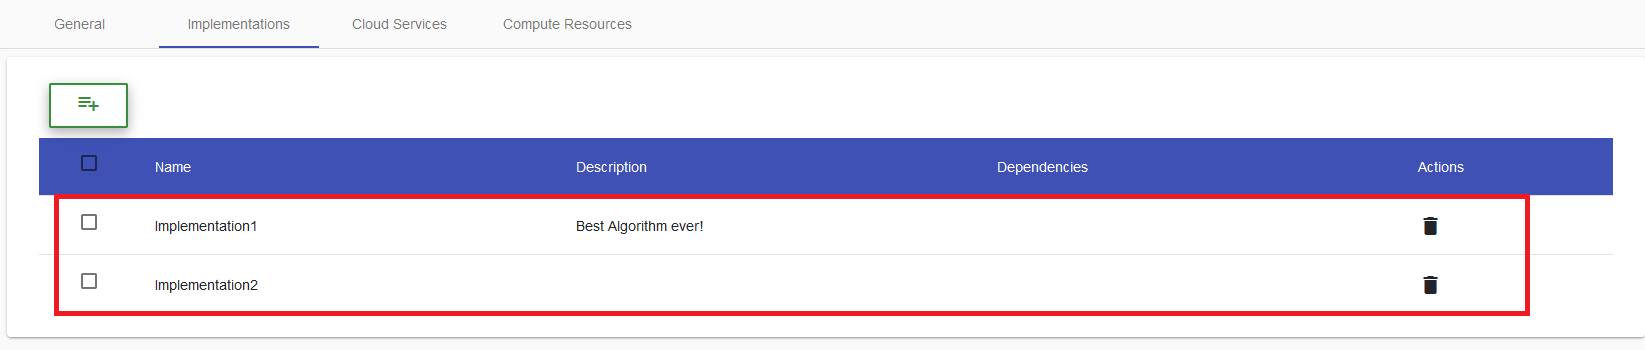 General Implementations Cloud Services Compute Resources
Name Description Dependencies Actions
Implementation1 Best Algorithm ever!
Implementation2